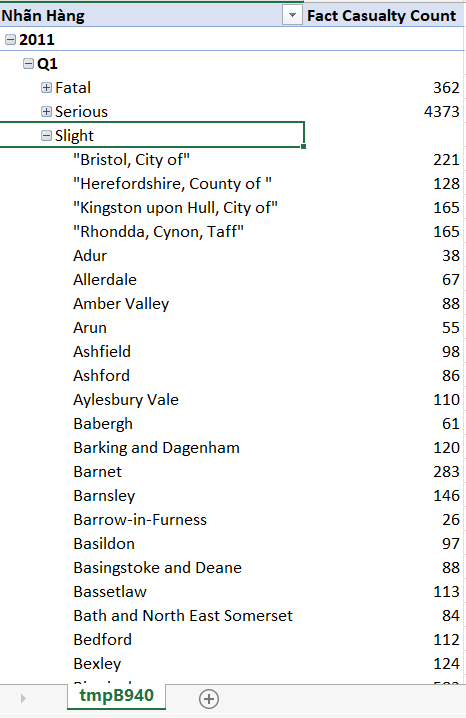 Nhãn Hàng Fact Casualty Count
2011
Q1
Fatal 362
Serious 4373
Slight
"Bristol, City of" 221
"Herefordshire, County of " 128
"Kingston upon Hull, City of" 165
"Rhondda, Cynon, Taff" 165
Adur 38
Allerdale 67
Amber Valley 88
Arun 55
Ashfield 98
Ashford 86
Aylesbury Vale 110
Babergh 61
Barking and Dagenham 120
Barnet 283
Barnsley 146
Barrow-in-Furness 26
Basildon 97
Basingstoke and Deane 88
Bassetlaw 113
Bath and North East Somerset 84
Bedford 112
Bexley 124
tmpB940